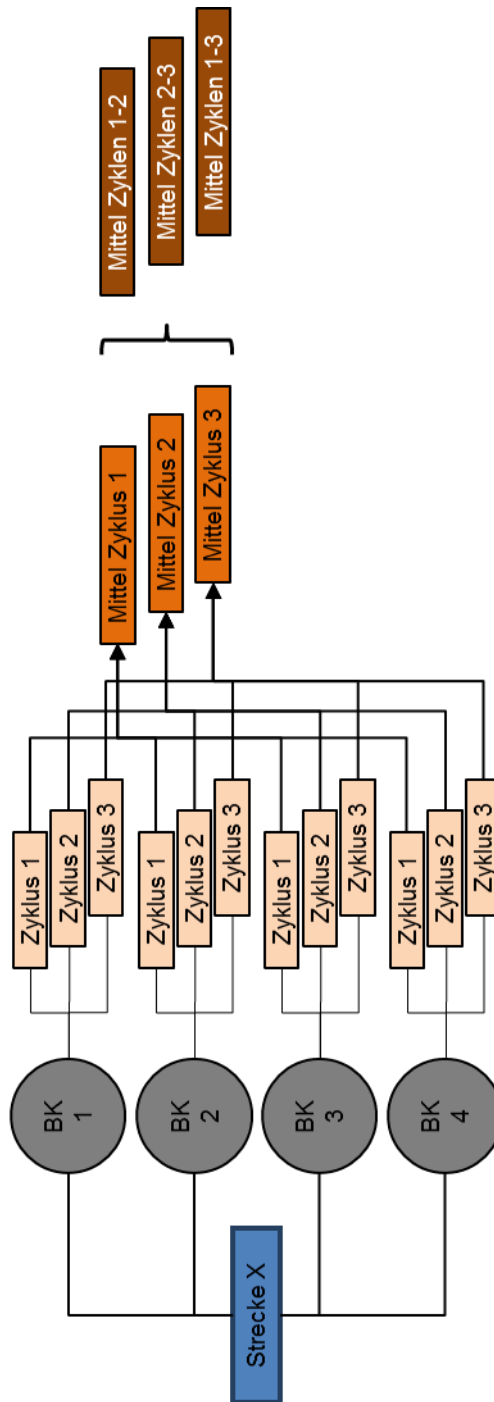 Strecke X
BK
1
BK
2
BK
3
BK
4
Zyklus 1
Zyklus 2
Zyklus 3
Zyklus 1
Zyklus 2
Zyklus 3
Zyklus 1
Zyklus 2
Zyklus 3
Zyklus 1
Zyklus 2
Zyklus 3
Mittel Zyklus 1
Mittel Zyklus 2
Mittel Zyklus 3
Mittel Zyklen 1-2
Mittel Zyklen 2-3
Mittel Zyklen 1-3